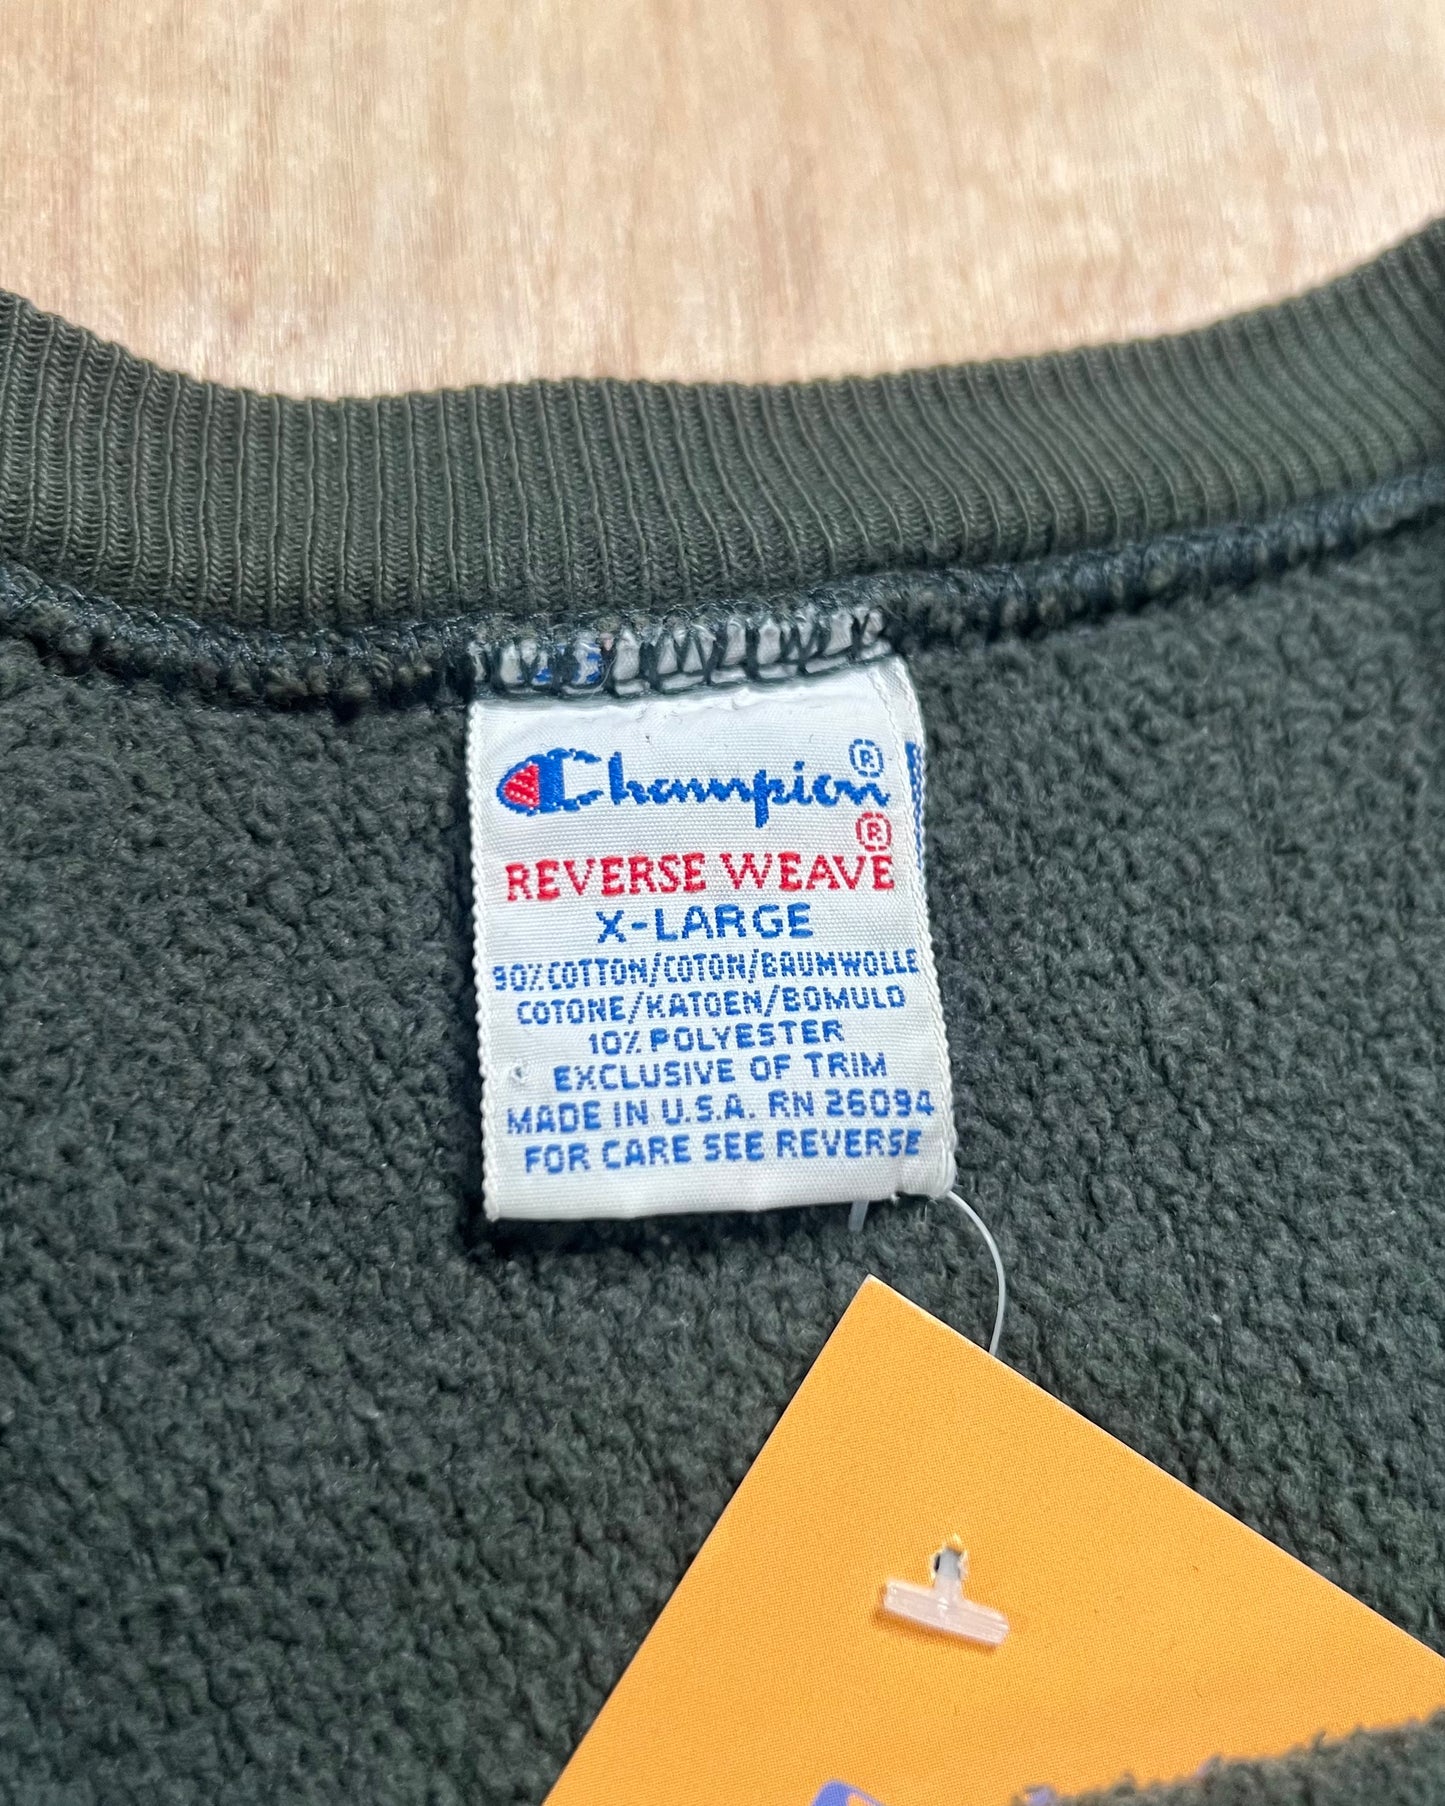 Champion®
®
REVERSE WEAVE
X-LARGE
90% COTTON/COTON/BAUMWOLLE
COTONE/KATOEN/BOMULD
10% POLYESTER
EXCLUSIVE OF TRIM
MADE IN U.S.A. RN 26094
FOR CARE SEE REVERSE